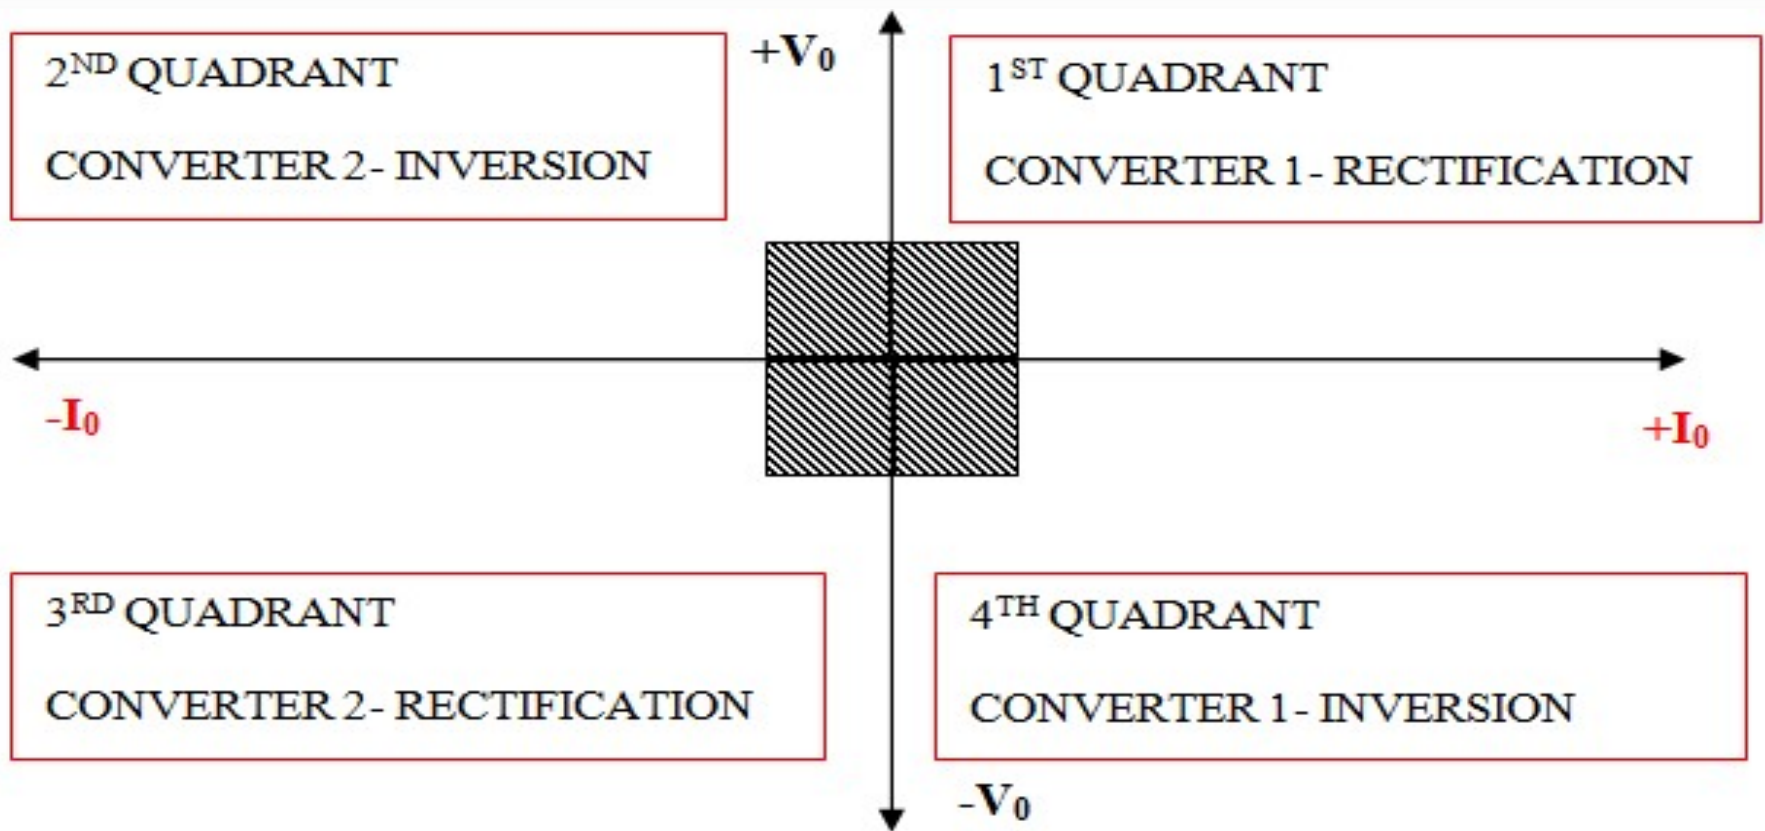 2ND QUADRANT
CONVERTER 2- INVERSION
+V0
1ST QUADRANT
CONVERTER 1- RECTIFICATION
-I0
+I0
3RD QUADRANT
CONVERTER 2- RECTIFICATION
4TH QUADRANT
CONVERTER 1- INVERSION
-V0